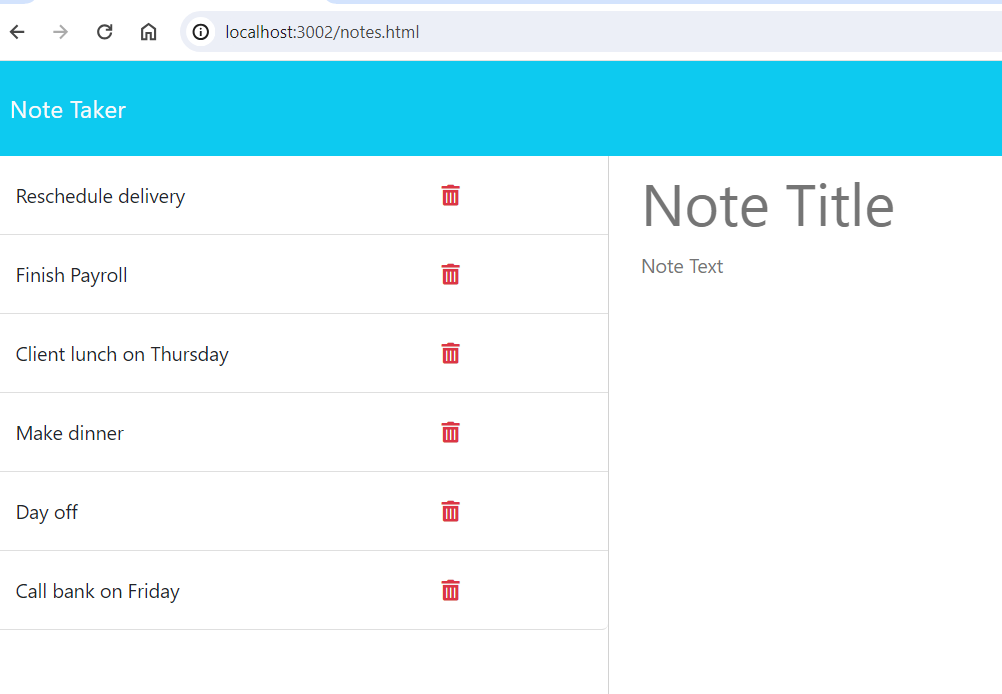 localhost:3002/notes.html
Note Taker
Reschedule delivery
Finish Payroll
Client lunch on Thursday
Make dinner
Day off
Call bank on Friday
Note Title
Note Text